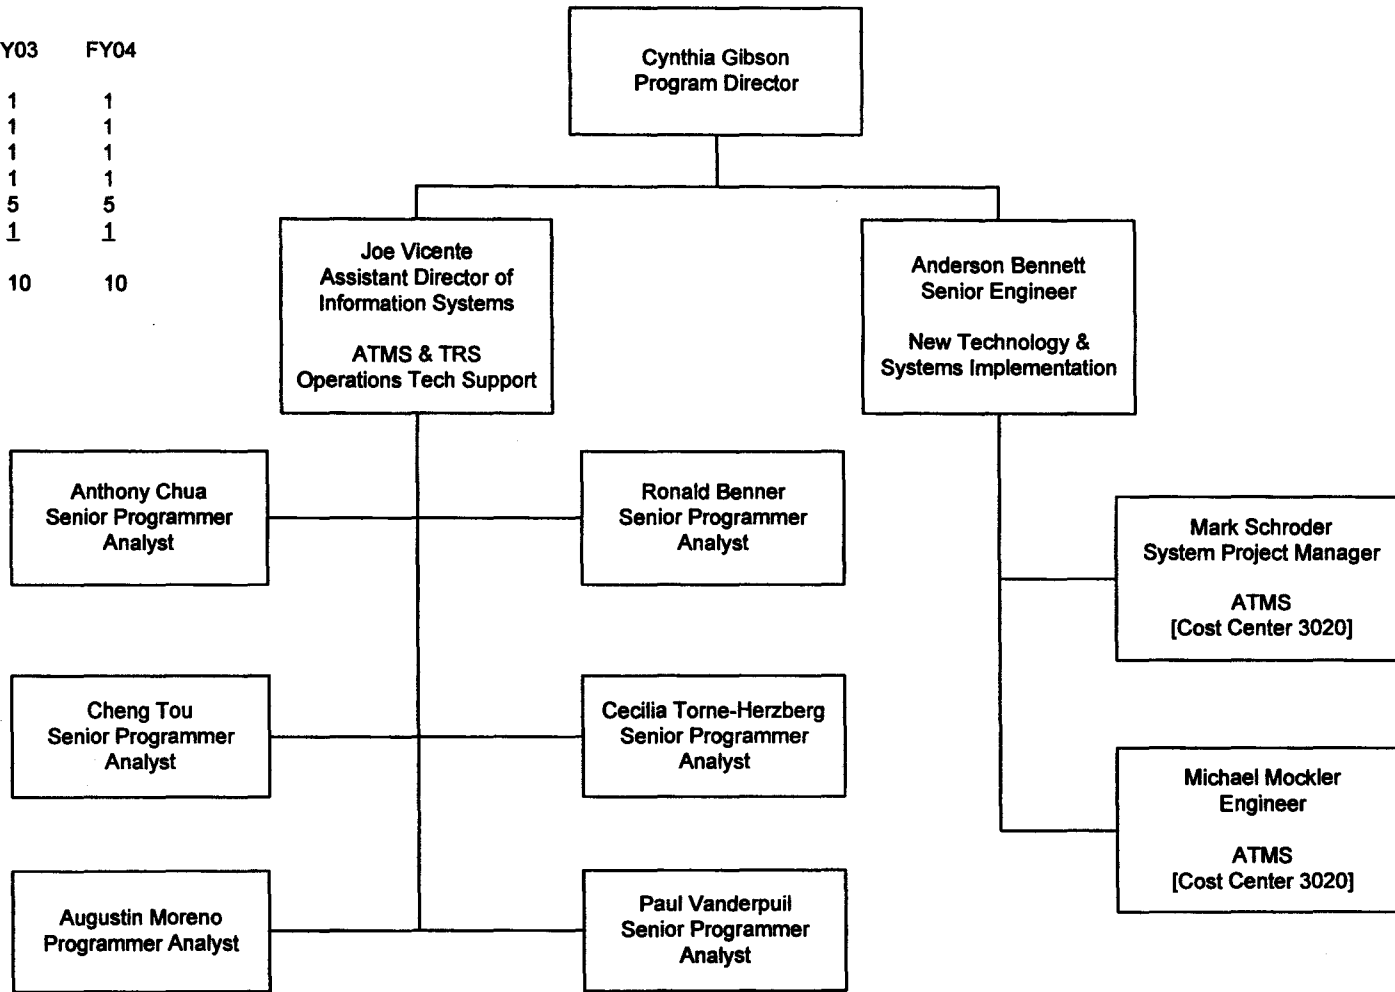 Y03 FY04
1 1
1 1
1 1
1 1
5 5
1 1
10 10
Cynthia Gibson
Program Director
Joe Vicente
Assistant Director of
Information Systems
ATMS & TRS
Operations Tech Support
Anderson Bennett
Senior Engineer
New Technology &
Systems Implementation
Anthony Chua
Senior Programmer
Analyst
Ronald Benner
Senior Programmer
Analyst
Mark Schroder
System Project Manager
ATMS
[Cost Center 3020]
Cheng Tou
Senior Programmer
Analyst
Cecilia Torne-Herzberg
Senior Programmer
Analyst
Michael Mockler
Engineer
ATMS
[Cost Center 3020]
Augustin Moreno
Programmer Analyst
Paul Vanderpuil
Senior Programmer
Analyst